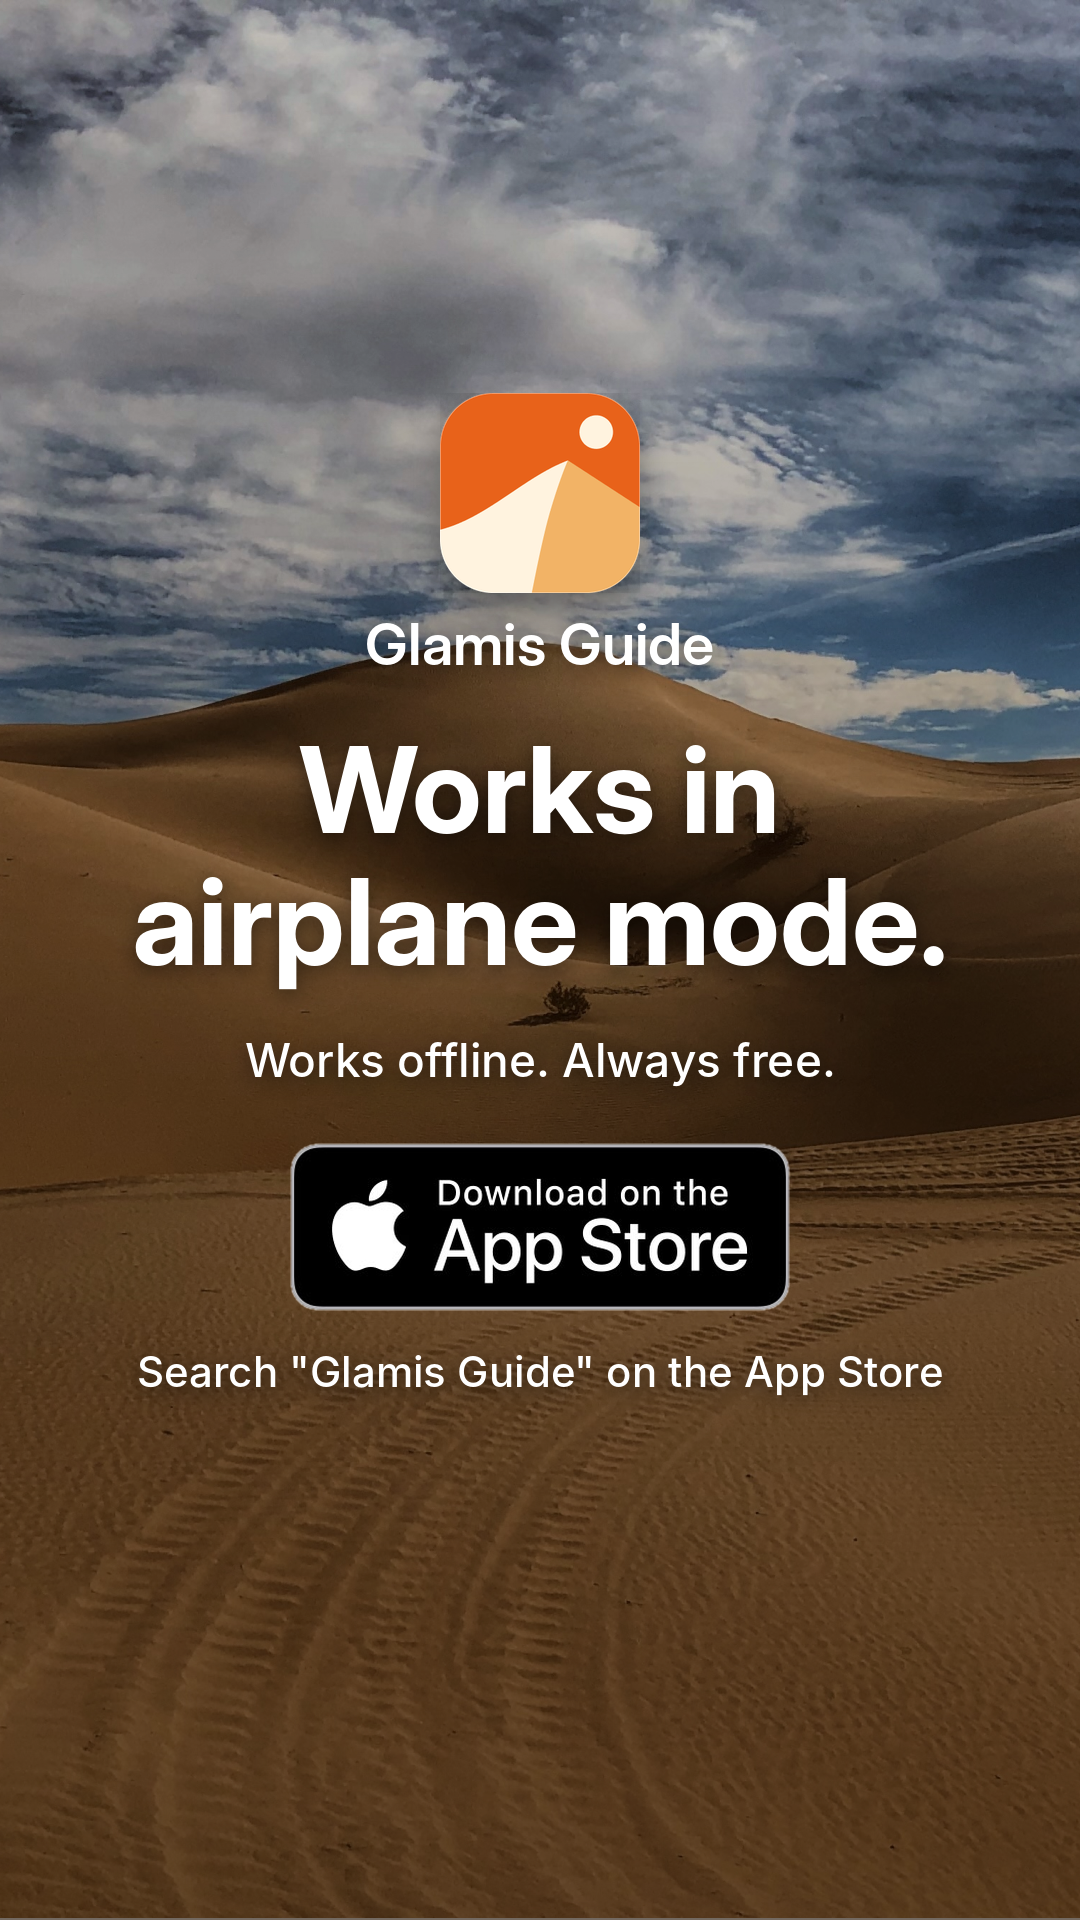 Glamis Guide
Works in
airplane mode.
Works offline. Always free.
Download on the
App Store
Search "Glamis Guide" on the App Store